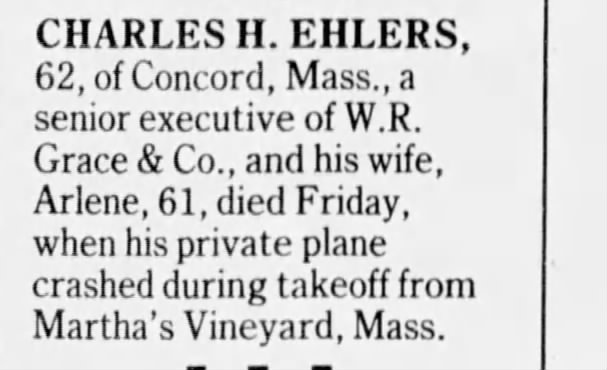 CHARLES H. EHLERS,
62, of Concord, Mass., a
senior executive of W.R.
Grace & Co., and his wife,
Arlene, 61, died Friday,
when his private plane
crashed during takeoff from
Martha's Vineyard, Mass.